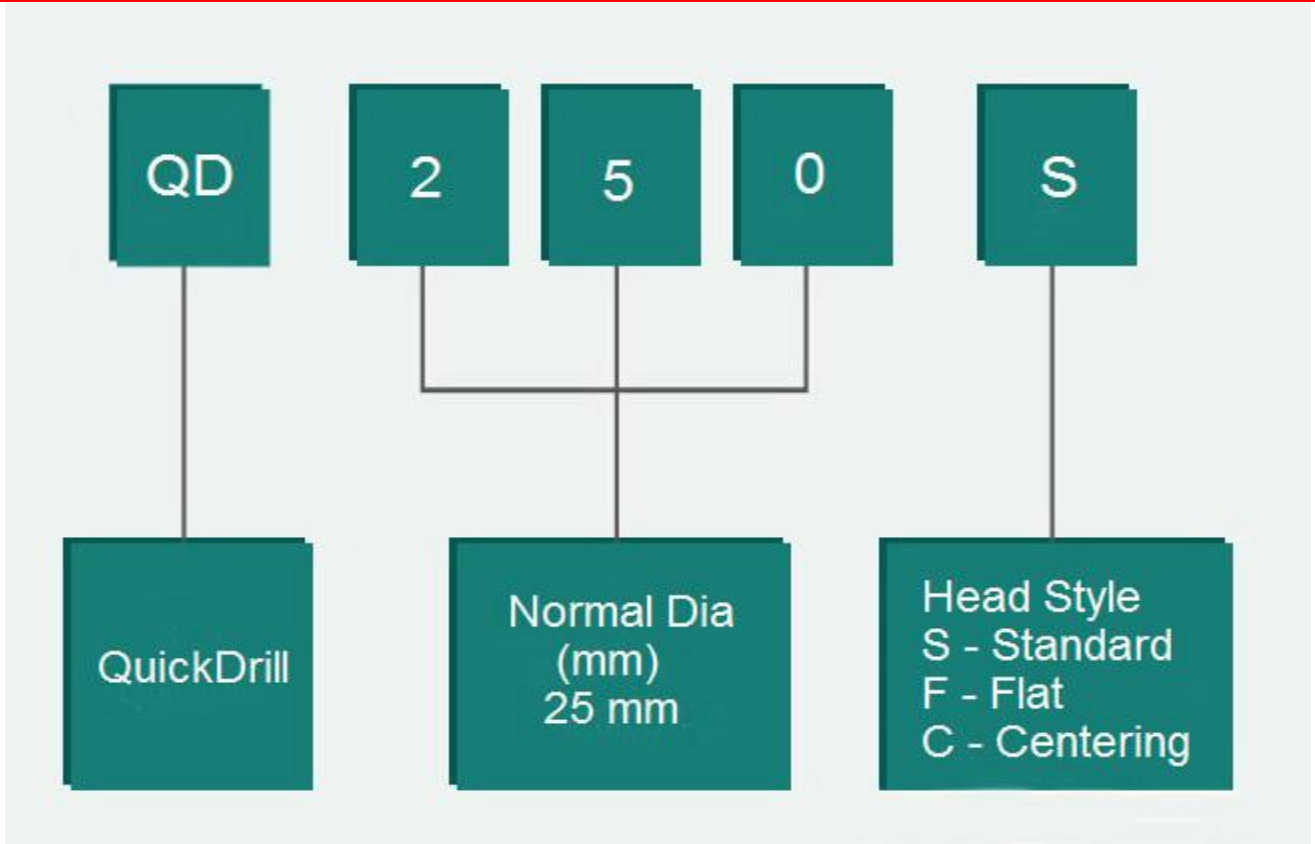 QD
2
5
0
S
QuickDrill
Normal Dia
(mm)
25 mm
Head Style
S - Standard
F - Flat
C - Centering